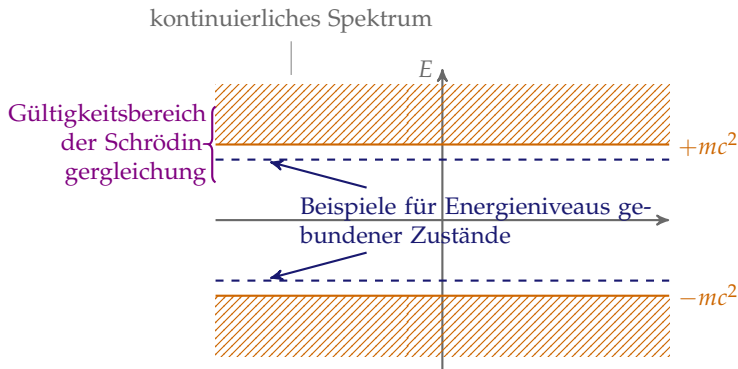 kontinuierliches Spektrum
E
Gültigkeitsbereich
der Schrödin
gergleichung
+mc²
Beispiele für Energieniveaus ge-
bundener Zustände
−mc²